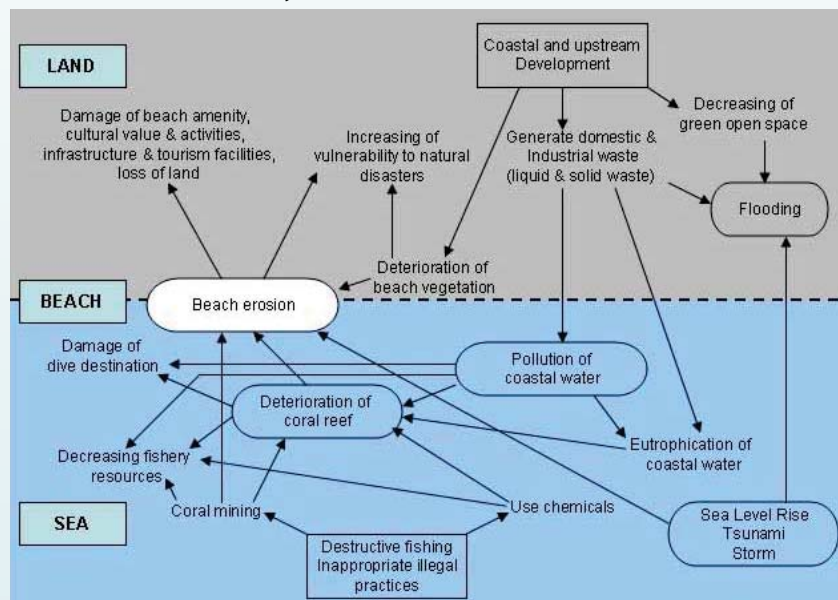 LAND
Coastal and upstream
Development
Damage of beach amenity,
cultural value & activities,
infrastructure & tourism facilities,
loss of land
Increasing of
vulnerability to natural
disasters
Generate domestic &
Industrial waste
(liquid & solid waste)
Decreasing of
green open space
Flooding
Deterioration of
beach vegetation
BEACH
Beach erosion
Damage of
dive destination
Pollution of
coastal water
Deterioration of
coral reef
Decreasing fishery
resources
Eutrophication of
coastal water
SEA
Coral mining
Use chemicals
Sea Level Rise
Tsunami
Storm
Destructive fishing
Inappropriate illegal
practices